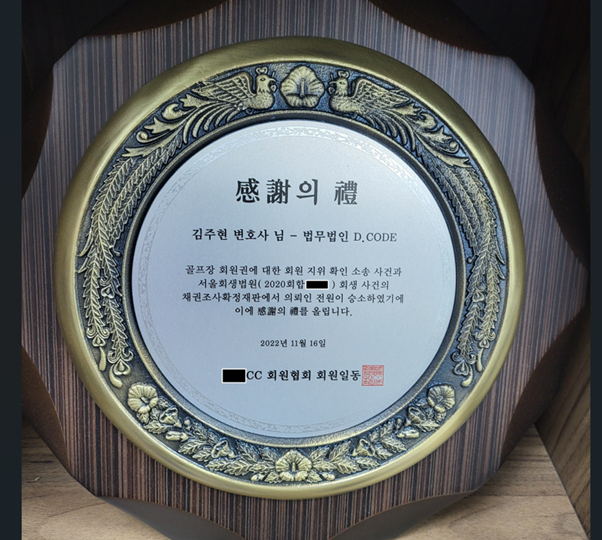 感謝의 禮
김주현 변호사 님 - 법무법인 D.CODE
골프장 회원권에 대한 회원 지위 확인 소송 사건과
서울회생법원( 2020회합 ) 회생 사건의
채권조사확정재판에서 의뢰인 전원이 승소하였기에
이에 感謝의 禮를 올립니다.
2022년 11월 16일
CC 회원협회 회원일동